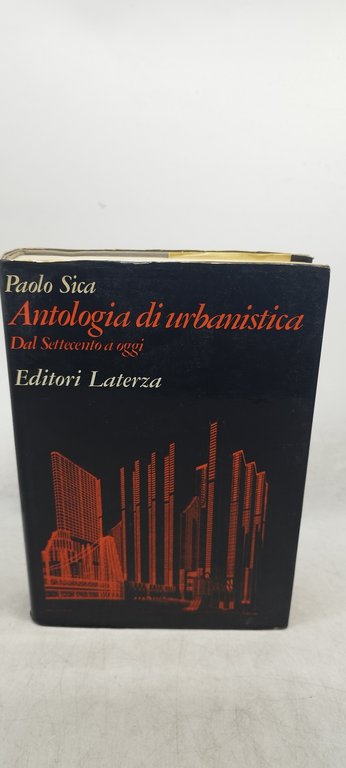 Paolo Sica
Antologia di urbanistica
Dal Settecento a oggi
Editori Laterza